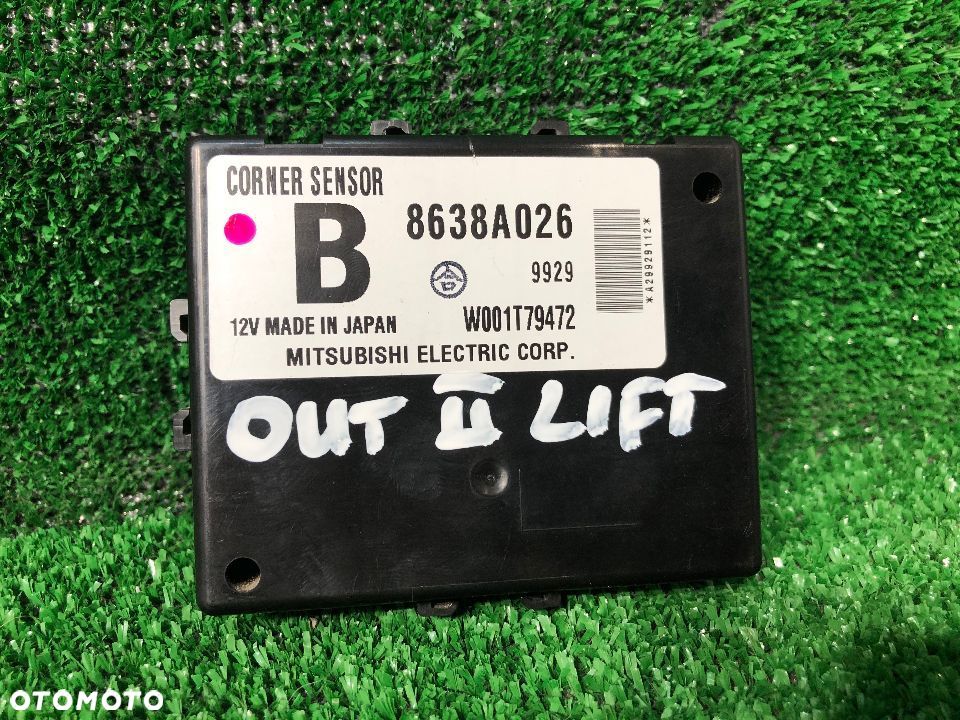 CORNER SENSOR
B
8638A026
9929
*A29929112*
12V MADE IN JAPAN
W001T79472
MITSUBISHI ELECTRIC CORP.
OUT II LIFT
OTOMOTO